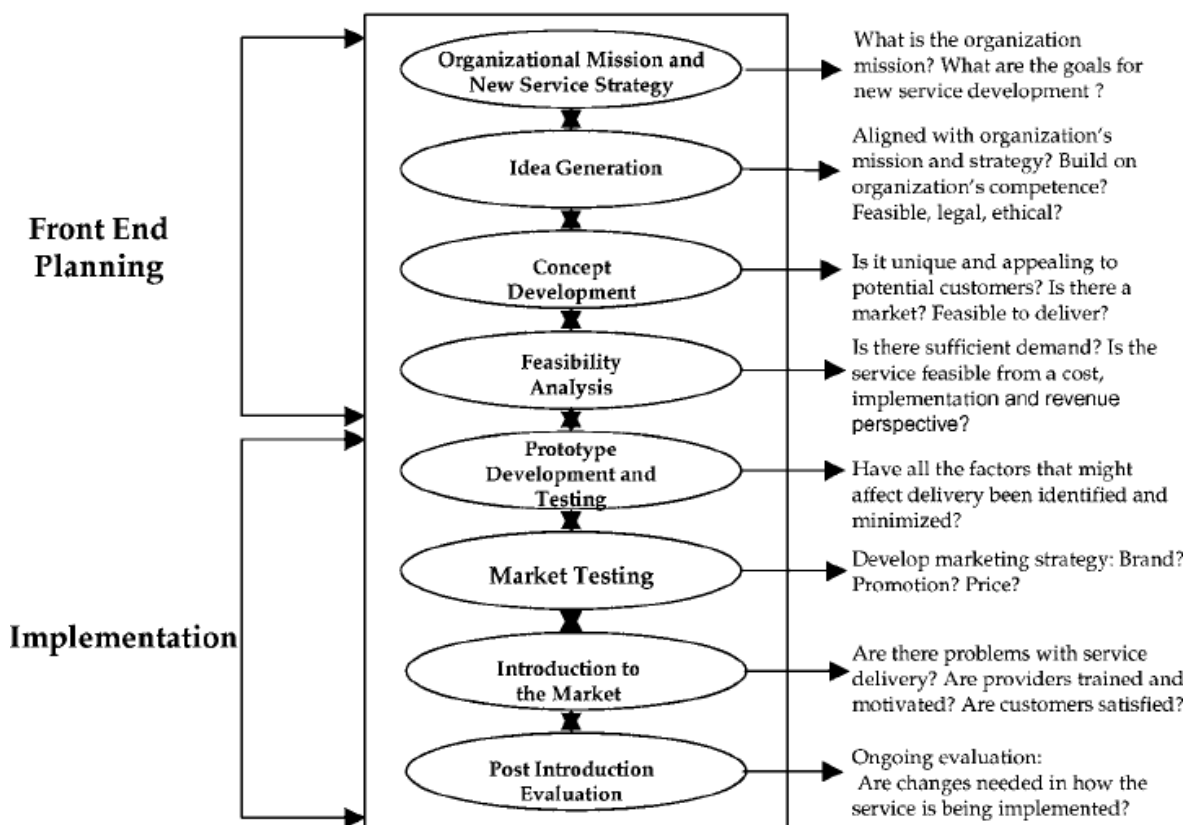 Organizational Mission and
New Service Strategy
What is the organization
mission? What are the goals for
new service development ?
Idea Generation
Aligned with organization's
mission and strategy? Build on
organization's competence?
Feasible, legal, ethical?
Front End
Planning
Concept
Development
Is it unique and appealing to
potential customers? Is there a
market? Feasible to deliver?
Feasibility
Analysis
Is there sufficient demand? Is the
service feasible from a cost,
implementation and revenue
perspective?
Prototype
Development and
Testing
Have all the factors that might
affect delivery been identified and
minimized?
Market Testing
Develop marketing strategy: Brand?
Promotion? Price?
Implementation
Introduction to
the Market
Are there problems with service
delivery? Are providers trained and
motivated? Are customers satisfied?
Post Introduction
Evaluation
Ongoing evaluation:
Are changes needed in how the
service is being implemented?